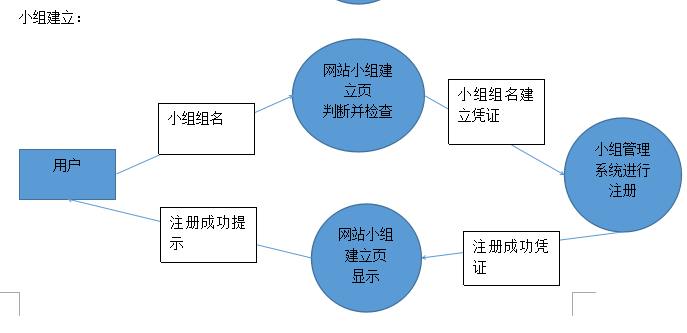 小组建立：
网站小组建
立页
判断并检查
小组组名建
立凭证
小组组名
小组管理
系统进行
注册
用户
注册成功提
示
网站小组
建立页
显示
注册成功凭
证